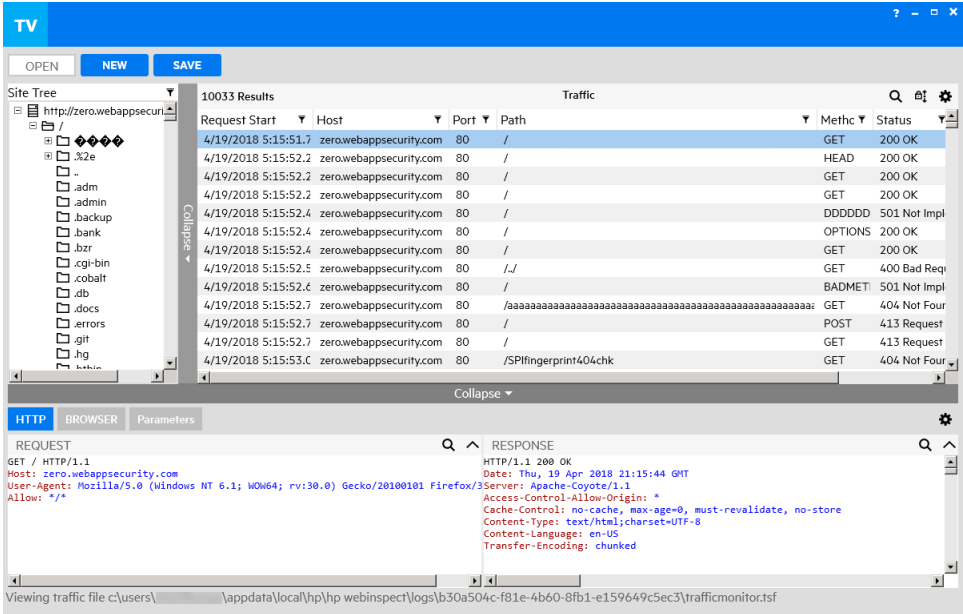 TV
?
OPEN NEW SAVE
Site Tree
http://zero.webappsecuri
/
����
.%2e
..
.adm
.admin
.backup
.bank
.bzr
.cgi-bin
.cobalt
.db
.docs
.errors
.git
.hg
.htbin
Collapse
10033 Results Traffic
Request Start Host Port Path Methc Status
4/19/2018 5:15:51.7 zero.webappsecurity.com 80 / GET 200 OK
4/19/2018 5:15:52.2 zero.webappsecurity.com 80 / HEAD 200 OK
4/19/2018 5:15:52.2 zero.webappsecurity.com 80 / GET 200 OK
4/19/2018 5:15:52.2 zero.webappsecurity.com 80 / GET 200 OK
4/19/2018 5:15:52.4 zero.webappsecurity.com 80 / DDDDDD 501 Not Impl
4/19/2018 5:15:52.4 zero.webappsecurity.com 80 / OPTIONS 200 OK
4/19/2018 5:15:52.4 zero.webappsecurity.com 80 / GET 200 OK
4/19/2018 5:15:52.5 zero.webappsecurity.com 80 /../ GET 400 Bad Requ
4/19/2018 5:15:52.6 zero.webappsecurity.com 80 / BADMET 501 Not Impl
4/19/2018 5:15:52.7 zero.webappsecurity.com 80 GET 404 Not Four
4/19/2018 5:15:52.7 zero.webappsecurity.com 80 / POST 413 Request
4/19/2018 5:15:52.7 zero.webappsecurity.com 80 / GET 413 Request
4/19/2018 5:15:53.0 zero.webappsecurity.com 80 /SPIfingerprint404chk GET 404 Not Four
Collapse
HTTP BROWSER Parameters
REQUEST
GET / HTTP/1.1
Host: zero.webappsecurity.com
User-Agent: Mozilla/5.0 (Windows NT 6.1; WOW64; rv:30.0) Gecko/20100101 Firefox/3
Allow: */*
RESPONSE
HTTP/1.1 200 OK
Date: Thu, 19 Apr 2018 21:15:44 GMT
Server: Apache-Coyote/1.1
Access-Control-Allow-Origin: *
Cache-Control: no-cache, max-age=0, must-revalidate, no-store
Content-Type: text/html;charset=UTF-8
Content-Language: en-US
Transfer-Encoding: chunked
Viewing traffic file c:\users\ \appdata\local\hp\hp webinspect\logs\b30a504c-f81e-4b60-8fb1-e159649c5ec3\trafficmonitor.tsf